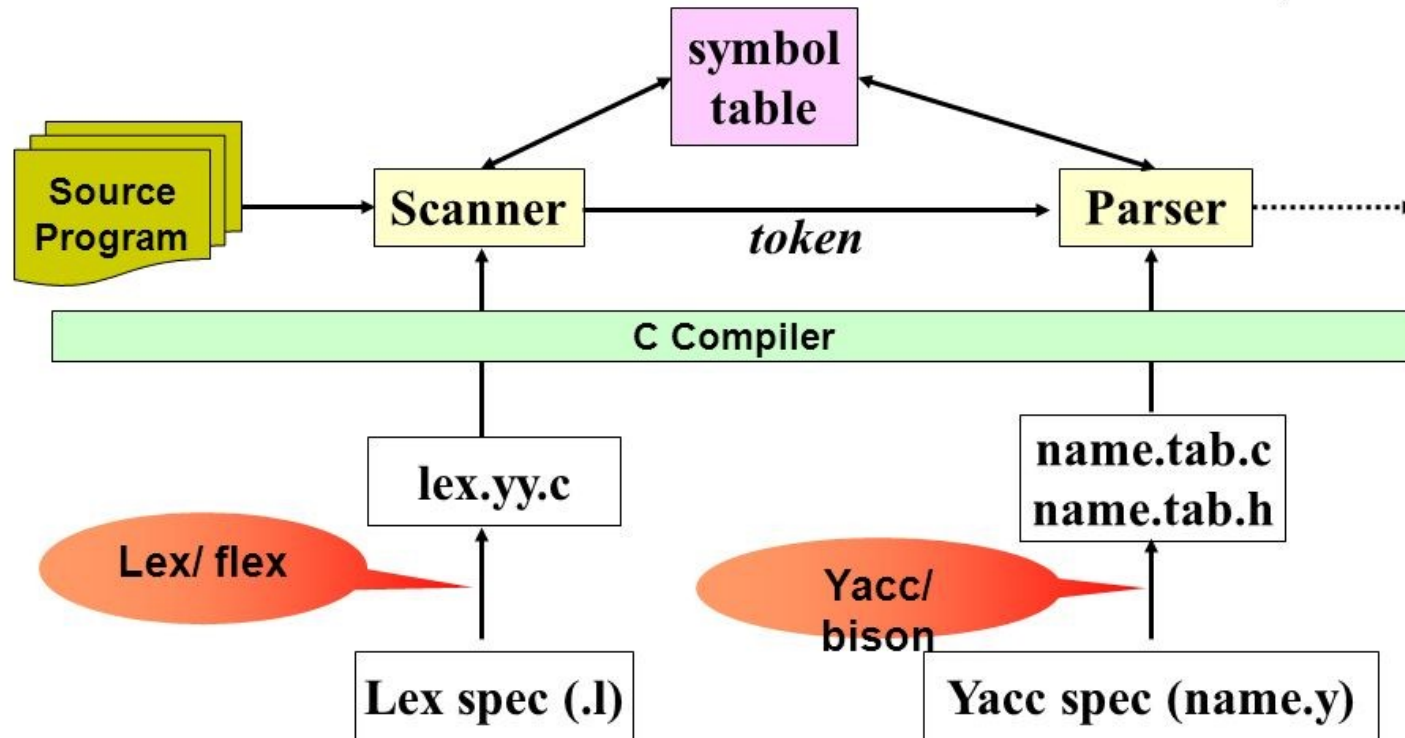 symbol
table
Source
Program
Scanner
token
Parser
C Compiler
lex.yy.c
name.tab.c
name.tab.h
Lex/ flex
Yacc/
bison
Lex spec (.l)
Yacc spec (name.y)